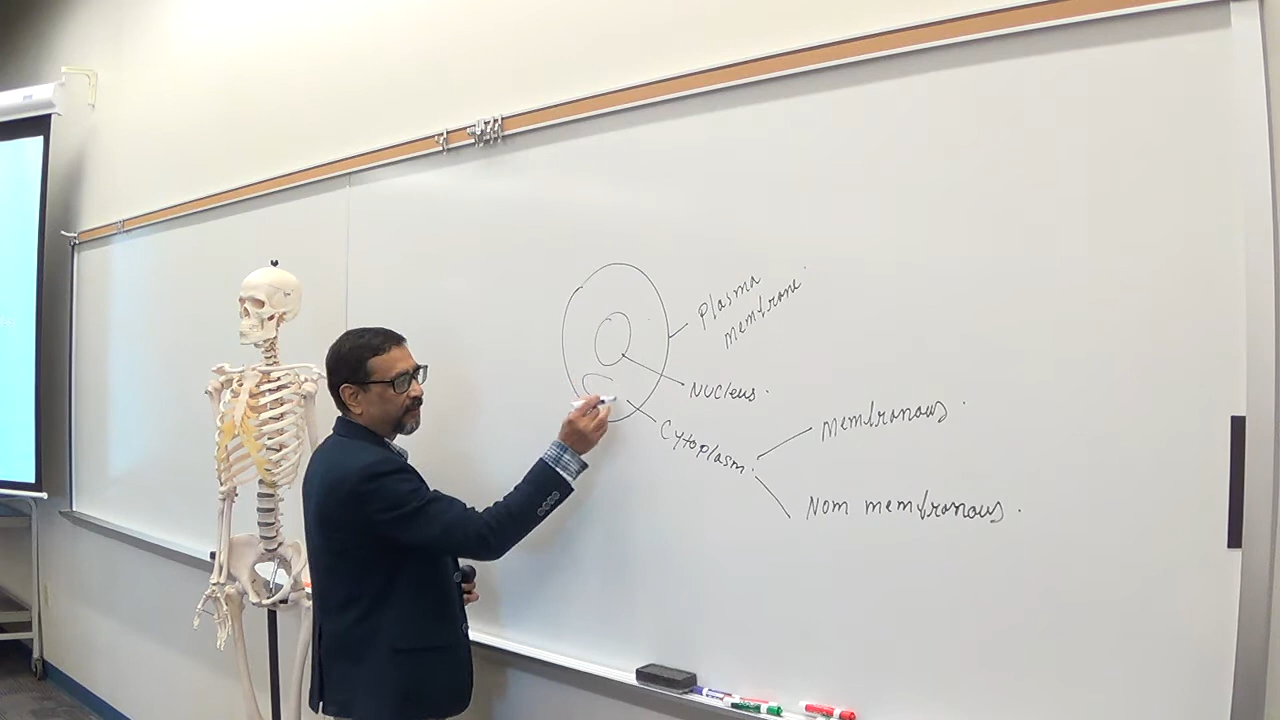 Plasma
membrane
Nucleus.
Cytoplasm.
Membranous.
Non membranous.